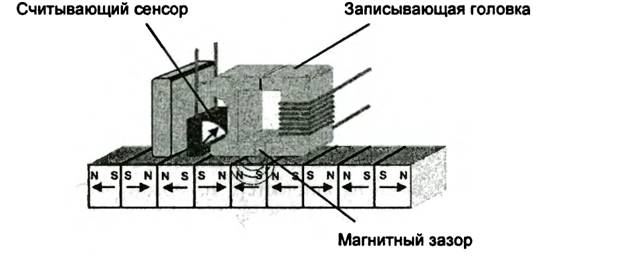 Считывающий сенсор
Записывающая головка
N S S N N S S N N S N S S N N S S N
Магнитный зазор